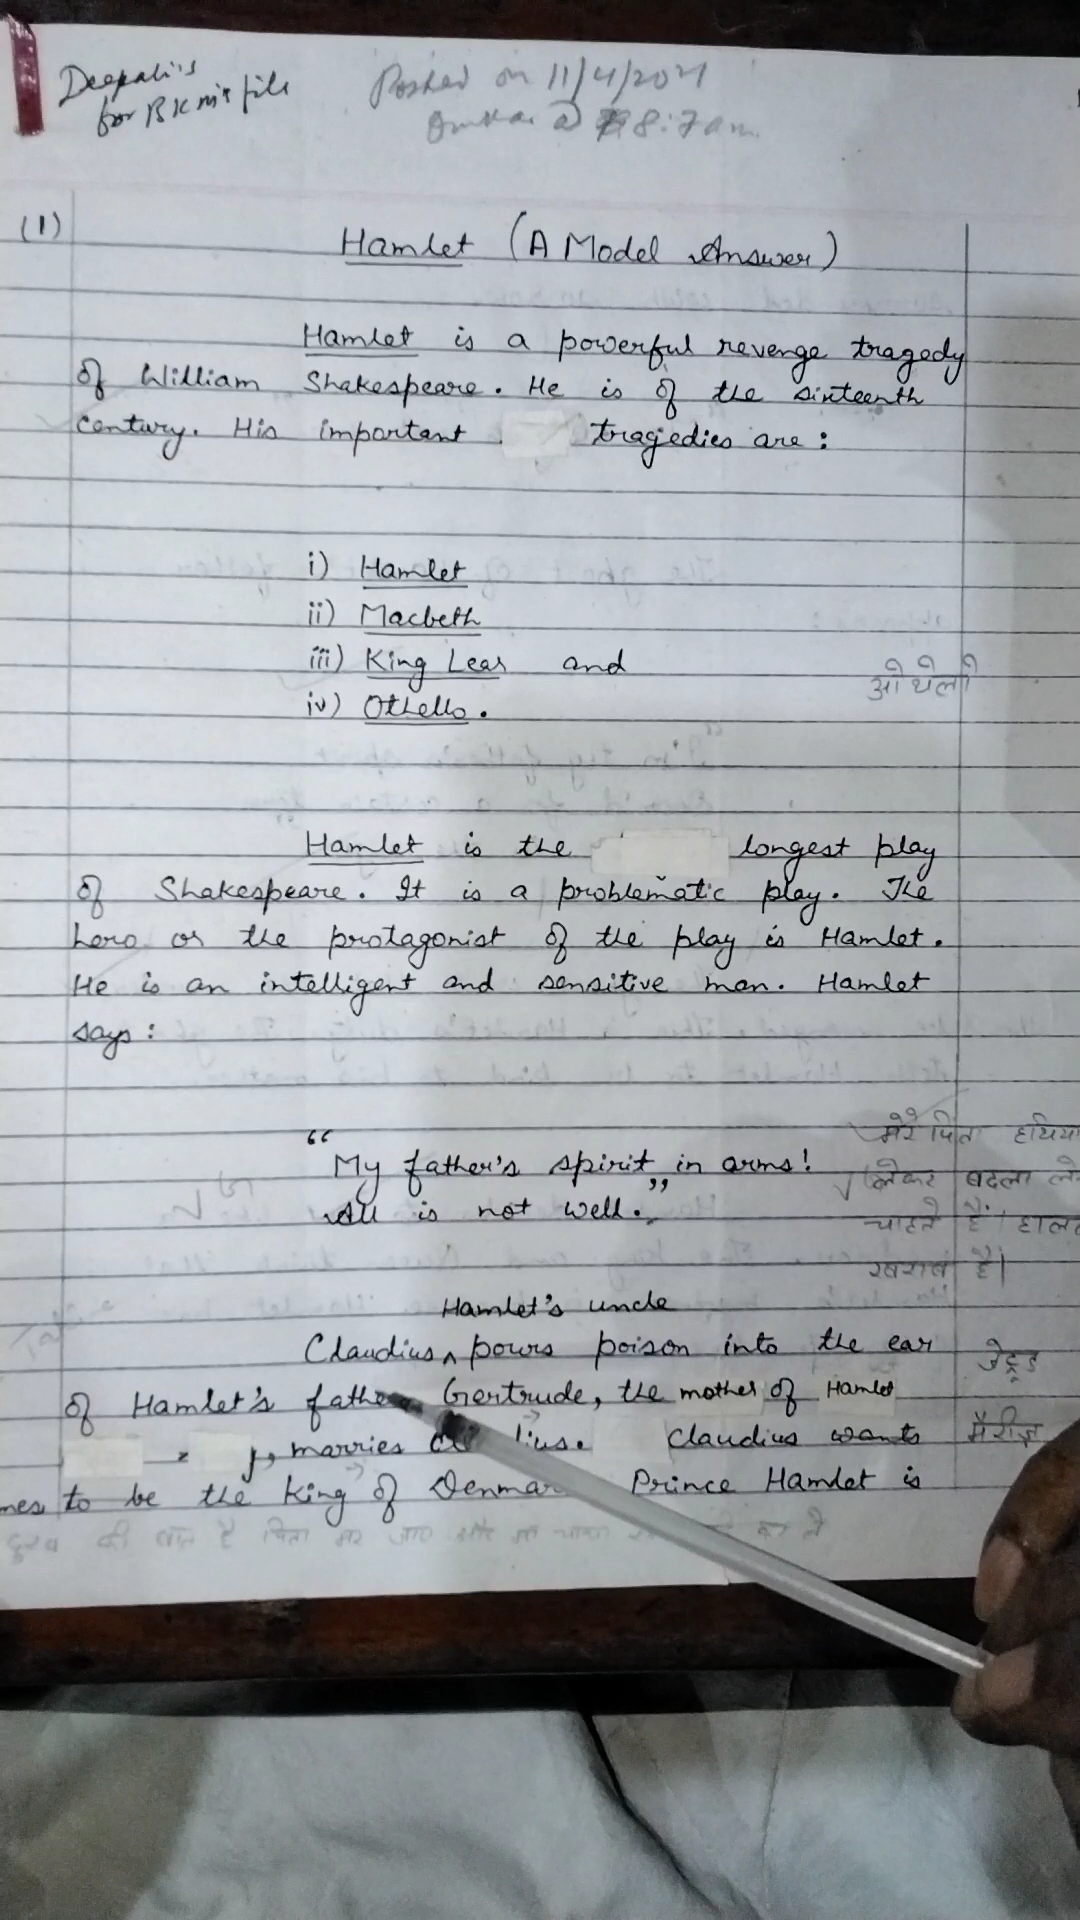 Deepali's
for B K file
Posted on 11/4/2021
@ 8:7am
(1)
Hamlet (A Model Answer)
Hamlet is a powerful revenge tragedy
of William Shakespeare. He is of the sixteenth
century. His important tragedies are:
i) Hamlet
ii) Macbeth
iii) King Lear and
ओथेलो
iv) Othello.
Hamlet is the longest play
of Shakespeare. It is a problematic play. The
hero or the protagonist of the play is Hamlet.
He is an intelligent and sensitive man. Hamlet
says:
मेरे पिता
"My father's spirit in arms!
लेकर बदला
All is not well."
चाहते हैं। हालत
खराब है।
Hamlet's uncle
Claudius ^ pours poison into the ear
of Hamlet's father Gertrude, the mother of Hamlet
, marries Claudius. Claudius wants
to be the king of Denmark Prince Hamlet is